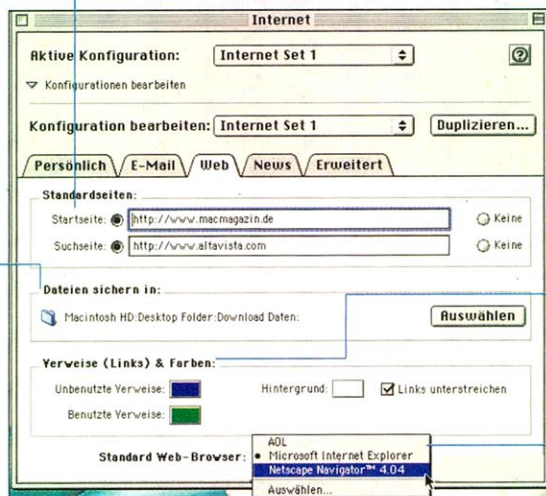 Internet
Aktive Konfiguration: Internet Set 1
Konfigurationen bearbeiten
Konfiguration bearbeiten: Internet Set 1 Duplizieren...
Persönlich E-Mail Web News Erweitert
Standardseiten:
Startseite: http://www.macmagazin.de Keine
Suchseite: http://www.altavista.com Keine
Dateien sichern in:
Macintosh HD:Desktop Folder:Download Daten: Auswählen
Verweise (Links) & Farben:
Unbenutzte Verweise: Hintergrund: Links unterstreichen
Benutzte Verweise:
Standard Web-Browser:
AOL
• Microsoft Internet Explorer
Netscape Navigator™ 4.04
Auswählen...